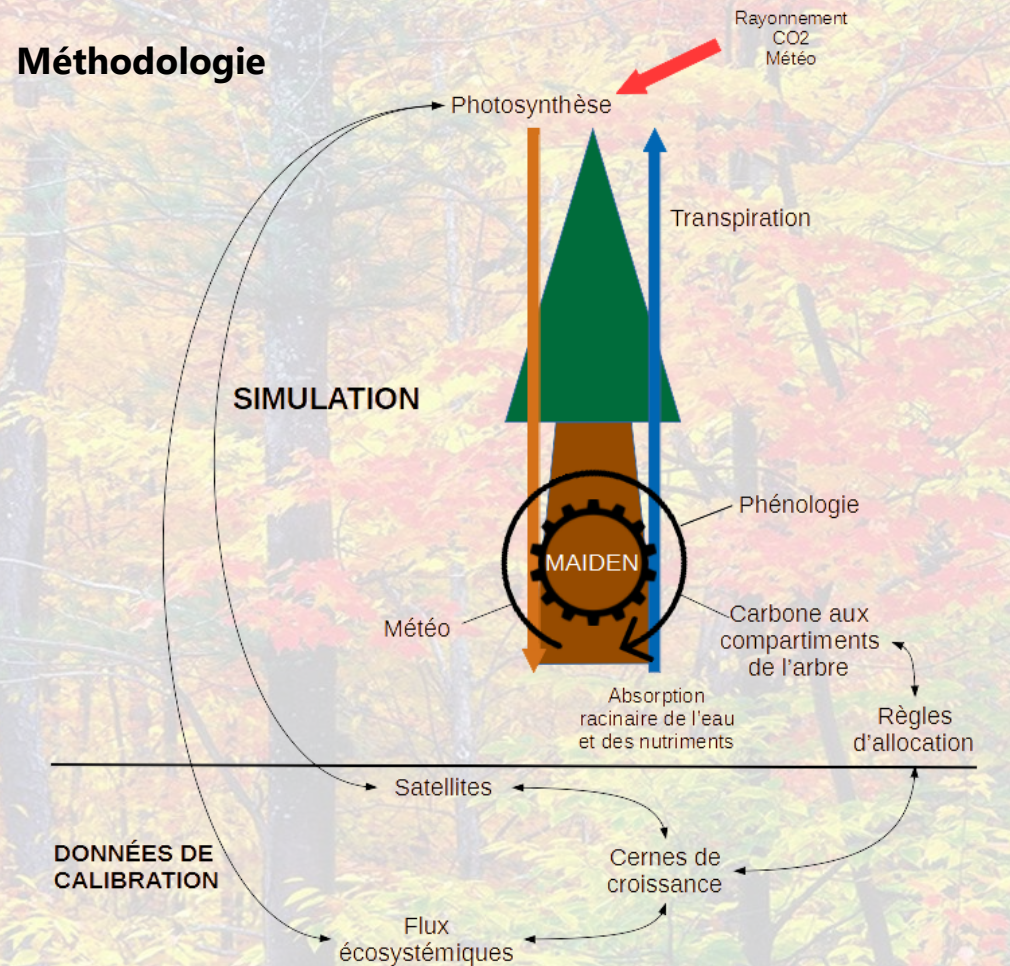 Méthodologie
Rayonnement
CO2
Météo
Photosynthèse
Transpiration
SIMULATION
Phénologie
MAIDEN
Météo
Carbone aux
compartiments
de l'arbre
Absorption
racinaire de l'eau
et des nutriments
Règles
d'allocation
Satellites
DONNÉES DE
CALIBRATION
Cernes de
croissance
Flux
écosystémiques